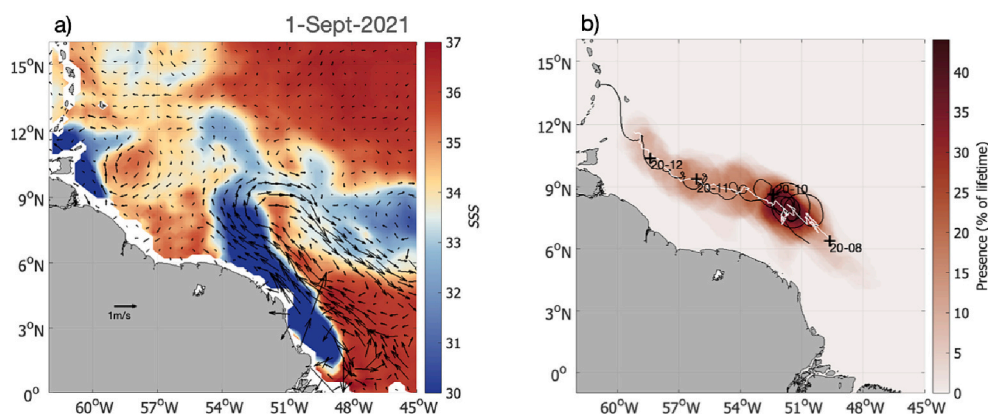 a)
1-Sept-2021
15°N
12°N
9°N
6°N
3°N
0°
60°W
57°W
54°W
51°W
48°W
45°W
1m/s
37
36
35
34
33
32
31
30
SSS
b)
15°N
12°N
9°N
6°N
3°N
0°
60°W
57°W
54°W
51°W
48°W
45°W
20-12
20-11
20-10
20-08
40
35
30
25
20
15
10
5
0
Presence (% of lifetime)